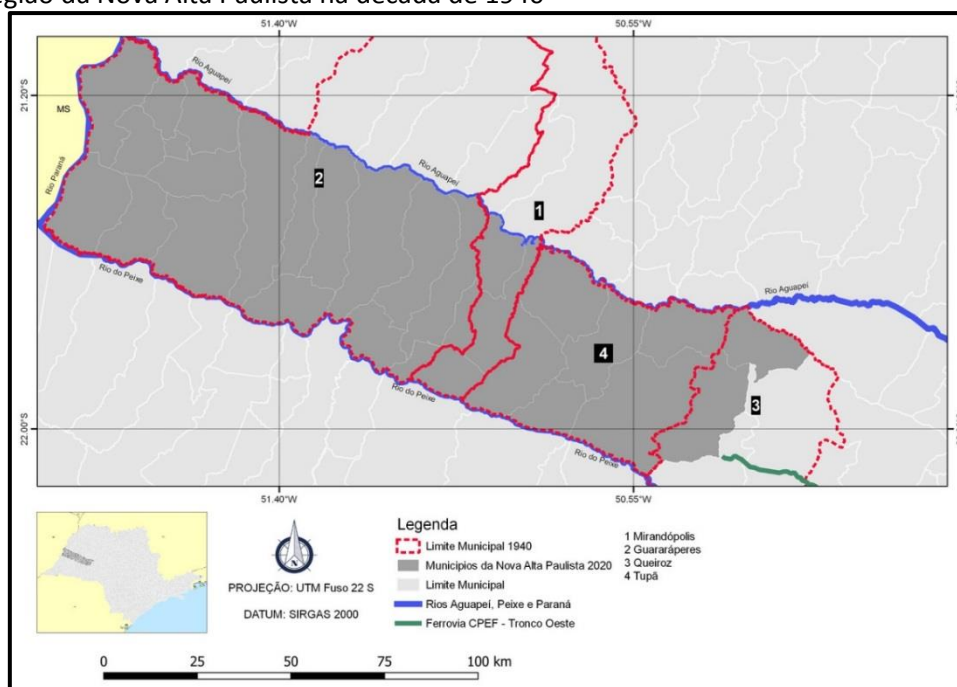 região da Nova Alta Paulista na década de 1940
51.40°W
50.55°W
21.20°S
MS
Rio Aguapeí
Rio Paraná
2
Rio Aguapeí
1
Rio do Peixe
Rio Aguapeí
4
3
Rio do Peixe
22.00°S
Rio do Peixe
51.40°W
50.55°W
PROJEÇÃO: UTM Fuso 22 S
DATUM: SIRGAS 2000
Legenda
Limite Municipal 1940
Municipios da Nova Alta Paulista 2020
Limite Municipal
Rios Aguapeí, Peixe e Paraná
Ferrovia CPEF - Tronco Oeste
1 Mirandópolis
2 Guararáperes
3 Queiroz
4 Tupã
0 25 50 75 100 km